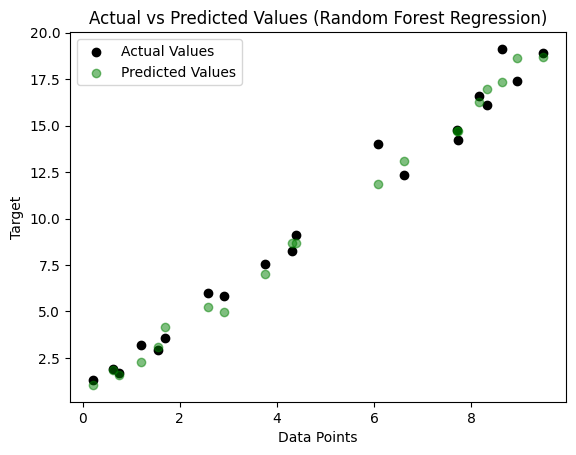 Actual vs Predicted Values (Random Forest Regression)
Actual Values
Predicted Values
20.0
17.5
15.0
12.5
10.0
7.5
5.0
2.5
Target
0 2 4 6 8
Data Points